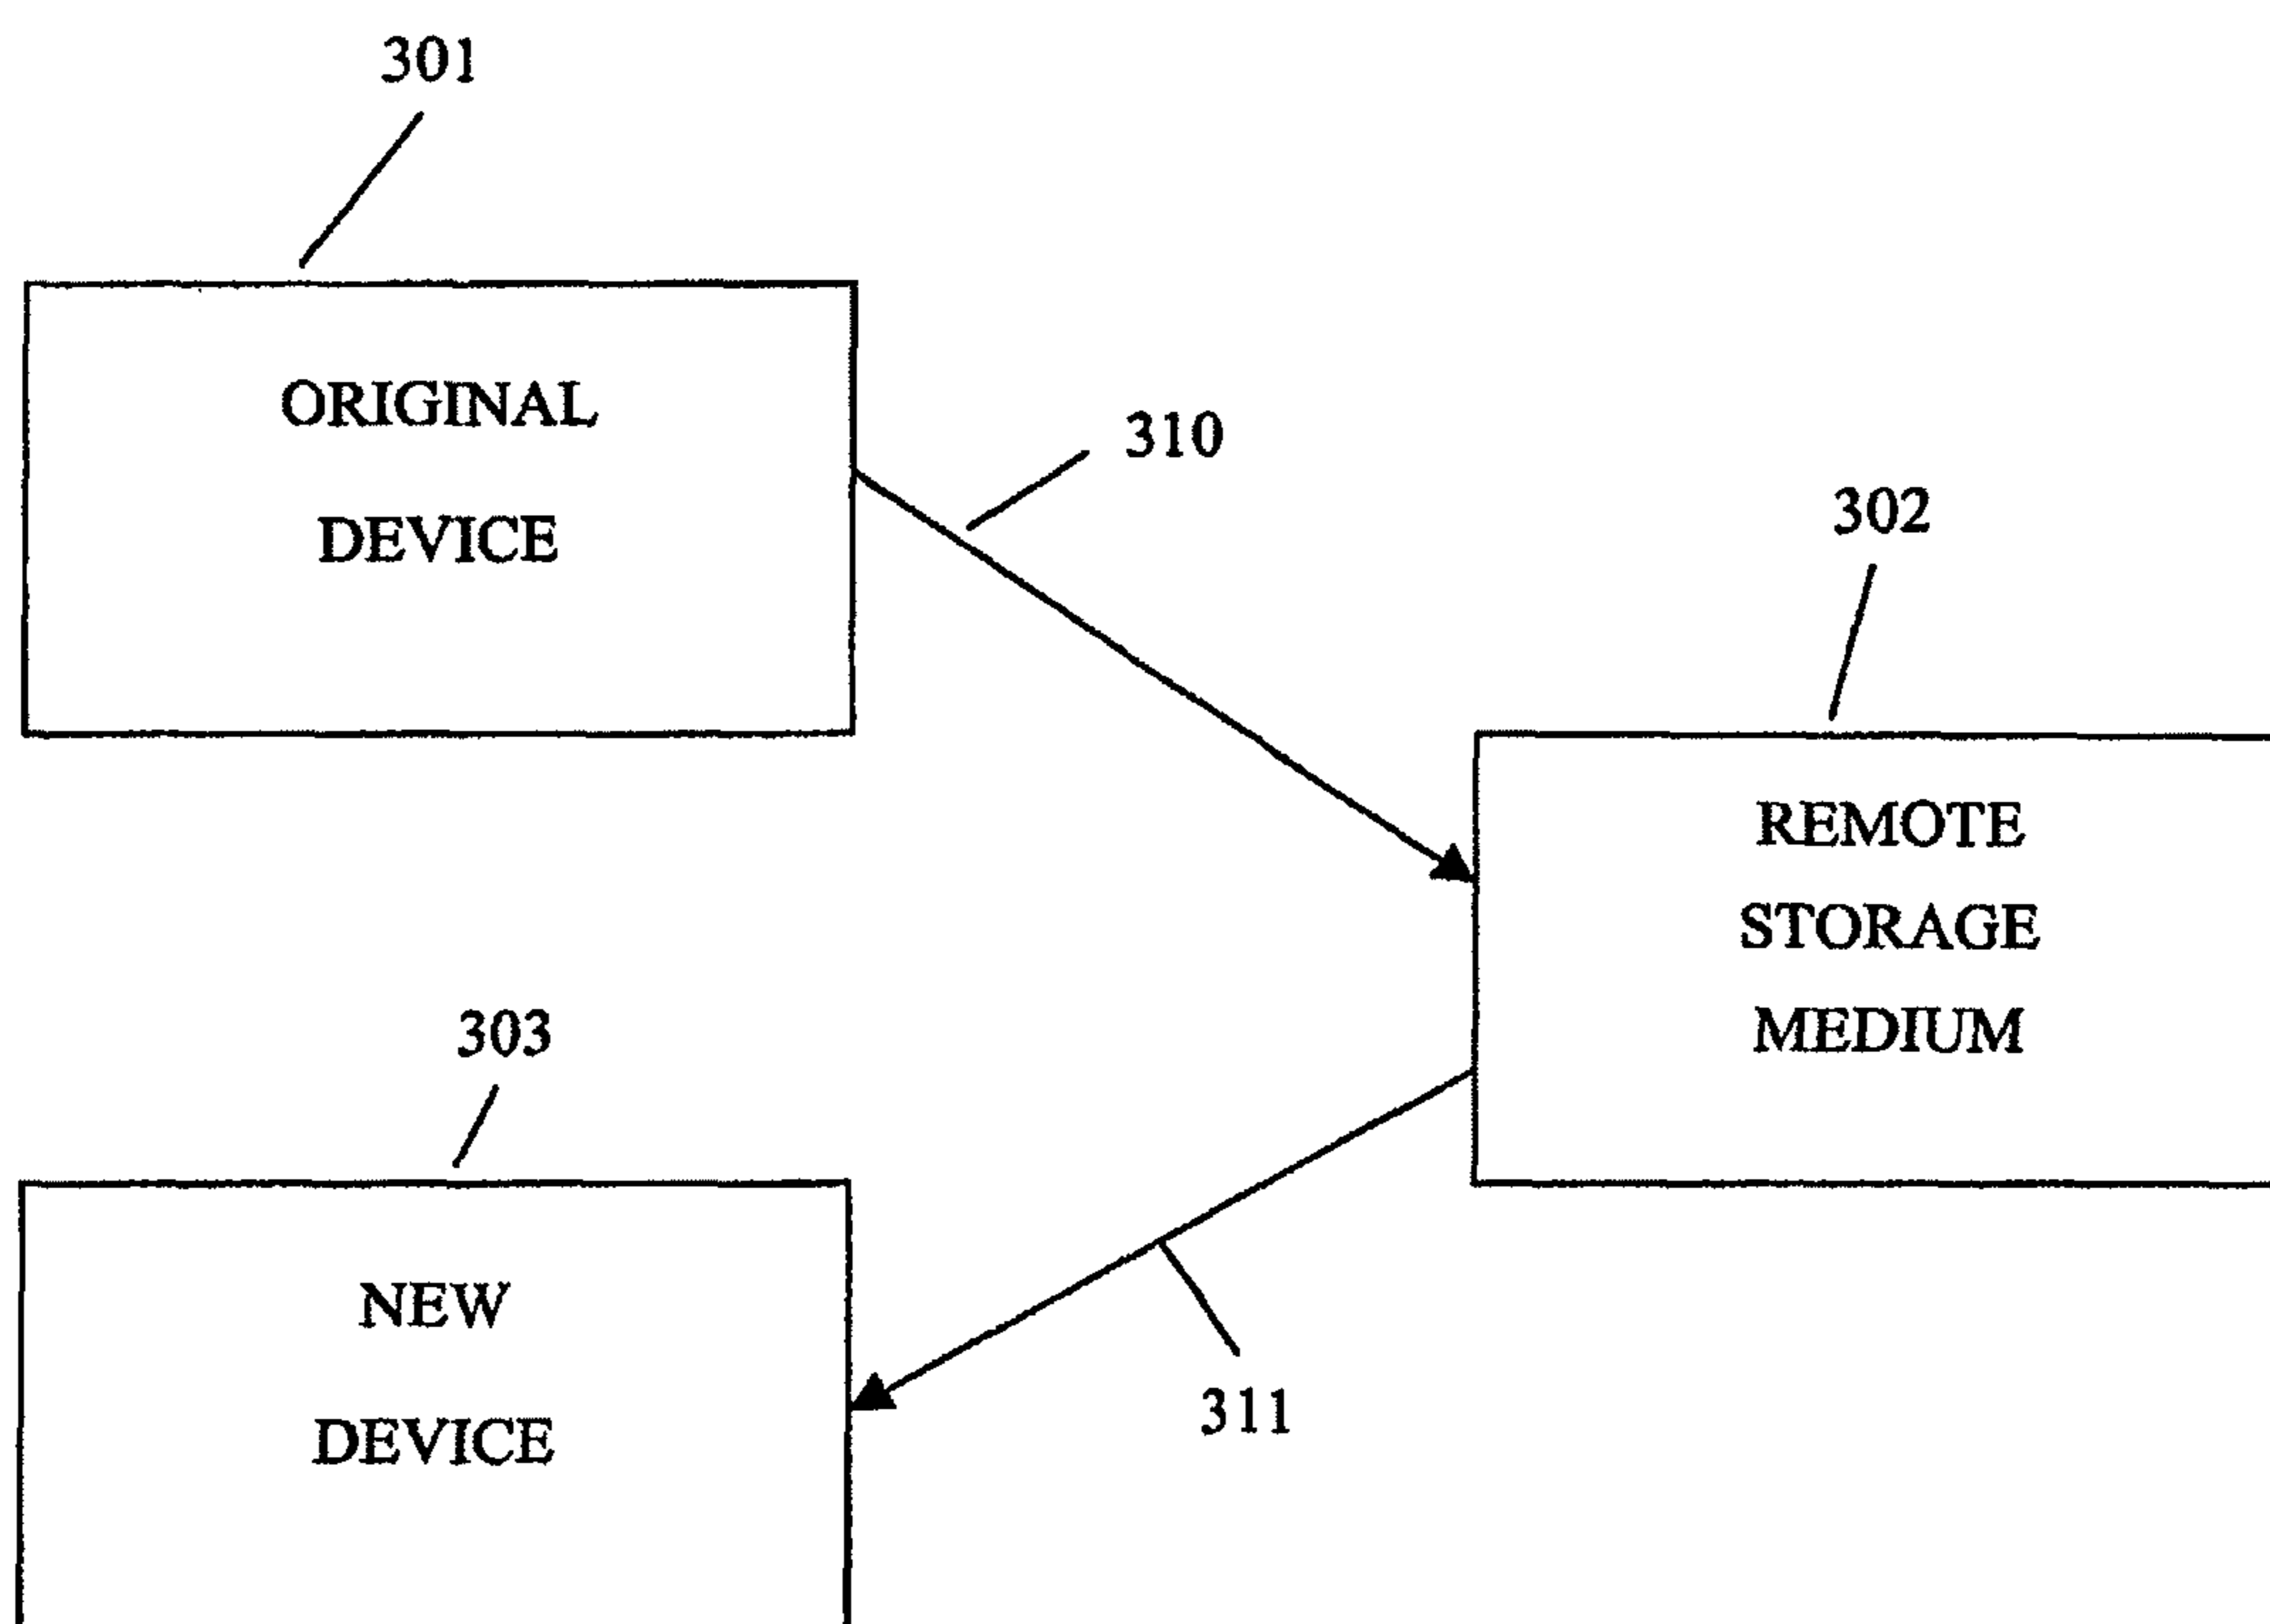 301
ORIGINAL
DEVICE
310
302
REMOTE
STORAGE
MEDIUM
303
NEW
DEVICE
311